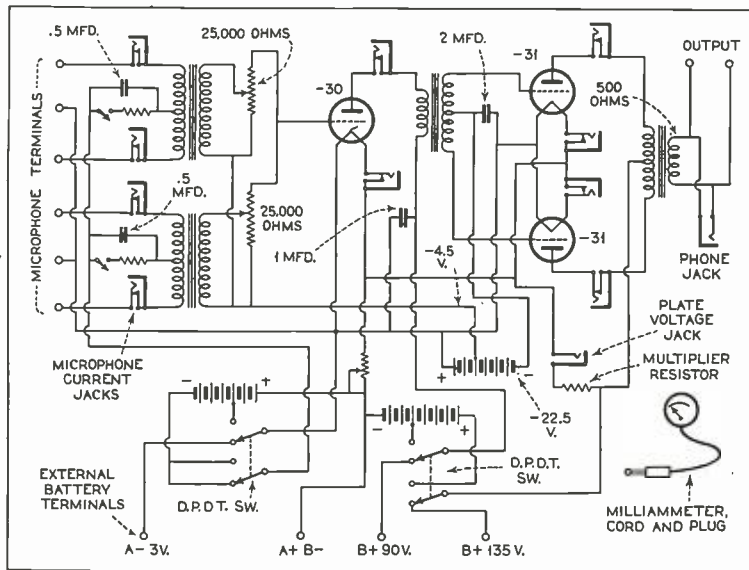 .5 MFD.
25,000 OHMS
-30
2 MFD.
-31
OUTPUT
500
OHMS
MICROPHONE TERMINALS
.5
MFD.
25,000
OHMS
1 MFD.
-4.5
V.
-31
PHONE
JACK
MICROPHONE
CURRENT
JACKS
PLATE
VOLTAGE
JACK
MULTIPLIER
RESISTOR
- +
+ -
-22.5
V.
- +
EXTERNAL
BATTERY
TERMINALS
D.P.D.T. SW.
D.P.D.T.
SW.
MILLIAMMETER,
CORD AND PLUG
A- 3V.
A+ B-
B+ 90V.
B+ 135V.